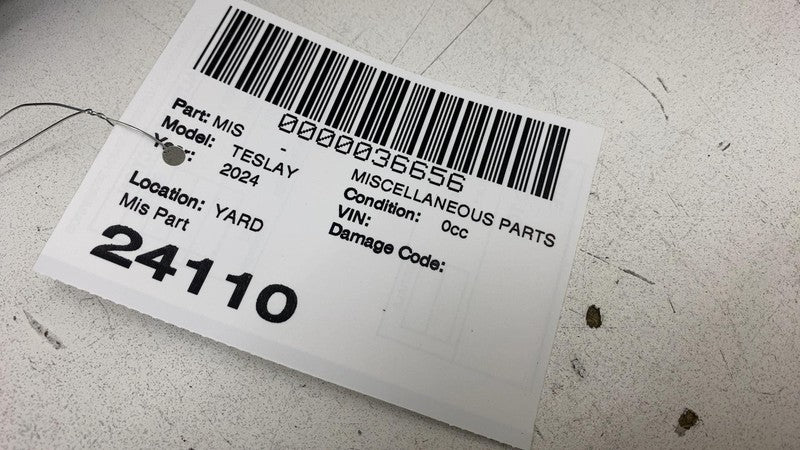 0000036656
Part: MIS - MISCELLANEOUS PARTS
Model: TESLAY Condition: 0cc
Year: 2024 VIN:
Damage Code:
Location: YARD
Mis Part
24110